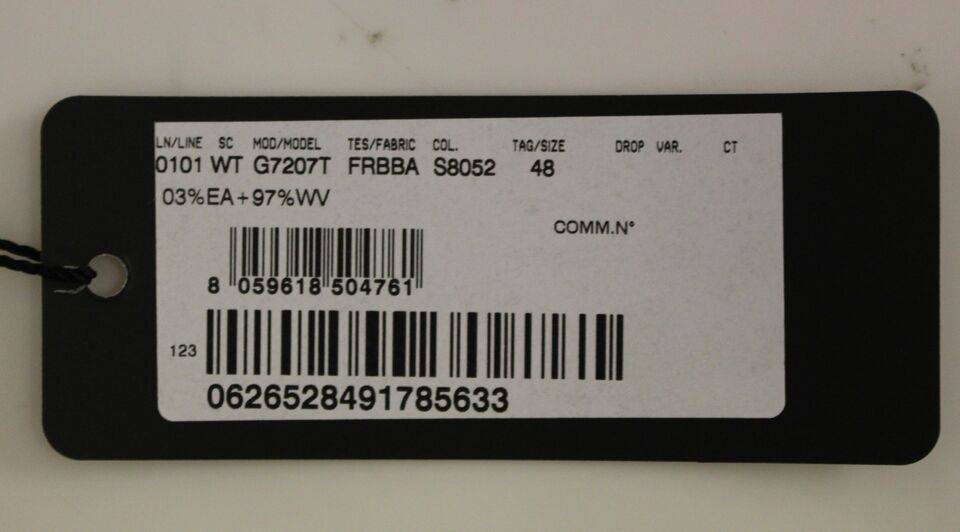 LN/LINE SC MOD/MODEL TES/FABRIC COL. TAG/SIZE DROP VAR. CT
0101 WT G7207T FRBBA S8052 48
03%EA+97%WV
COMM.N°
8 059618 504761
123
0626528491785633